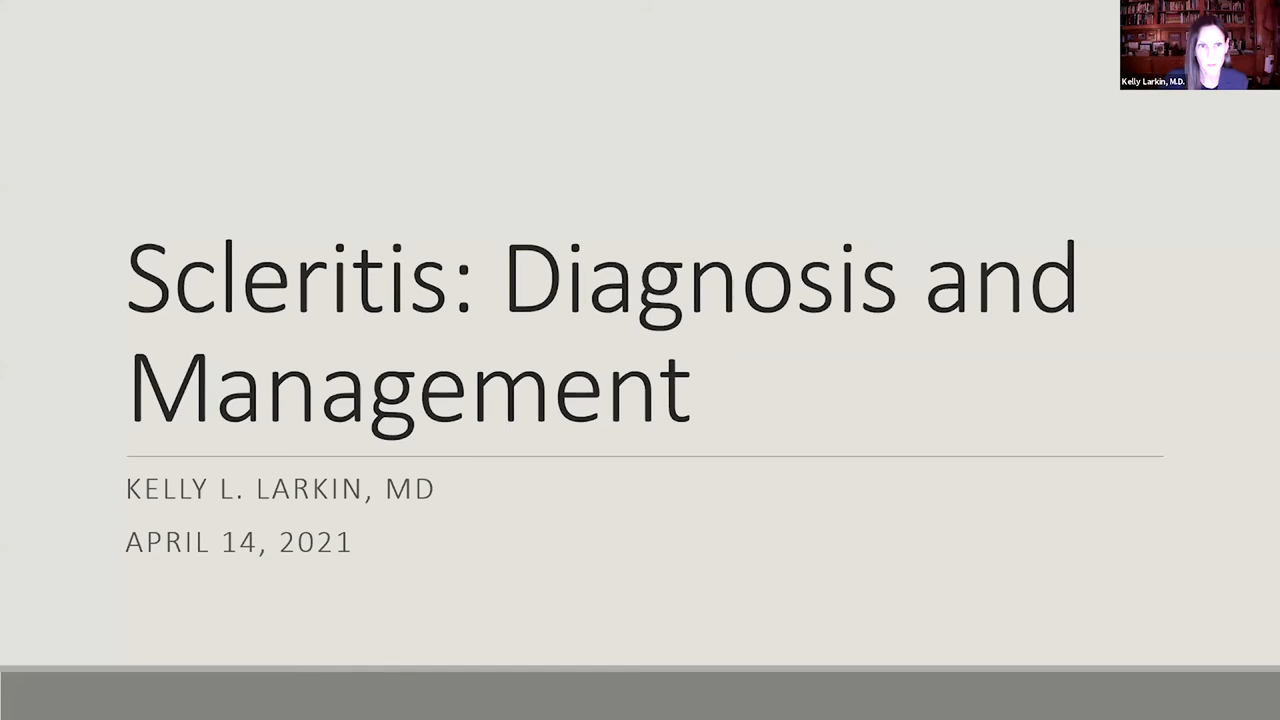 Kelly Larkin, M.D.
Scleritis: Diagnosis and
Management
KELLY L. LARKIN, MD
APRIL 14, 2021